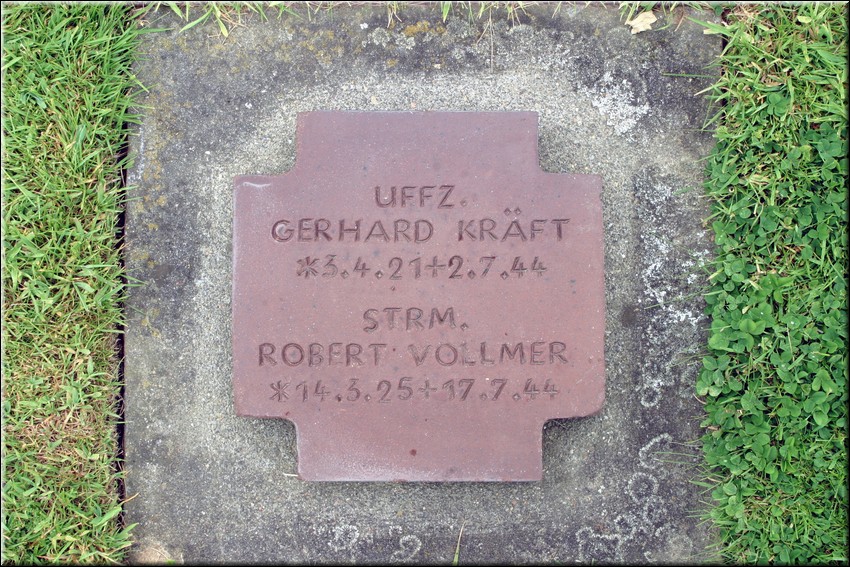 UFFZ.
GERHARD KRÄFT
*3.4.21+2.7.44
STRM.
ROBERT VOLLMER
*14.3.25+17.7.44